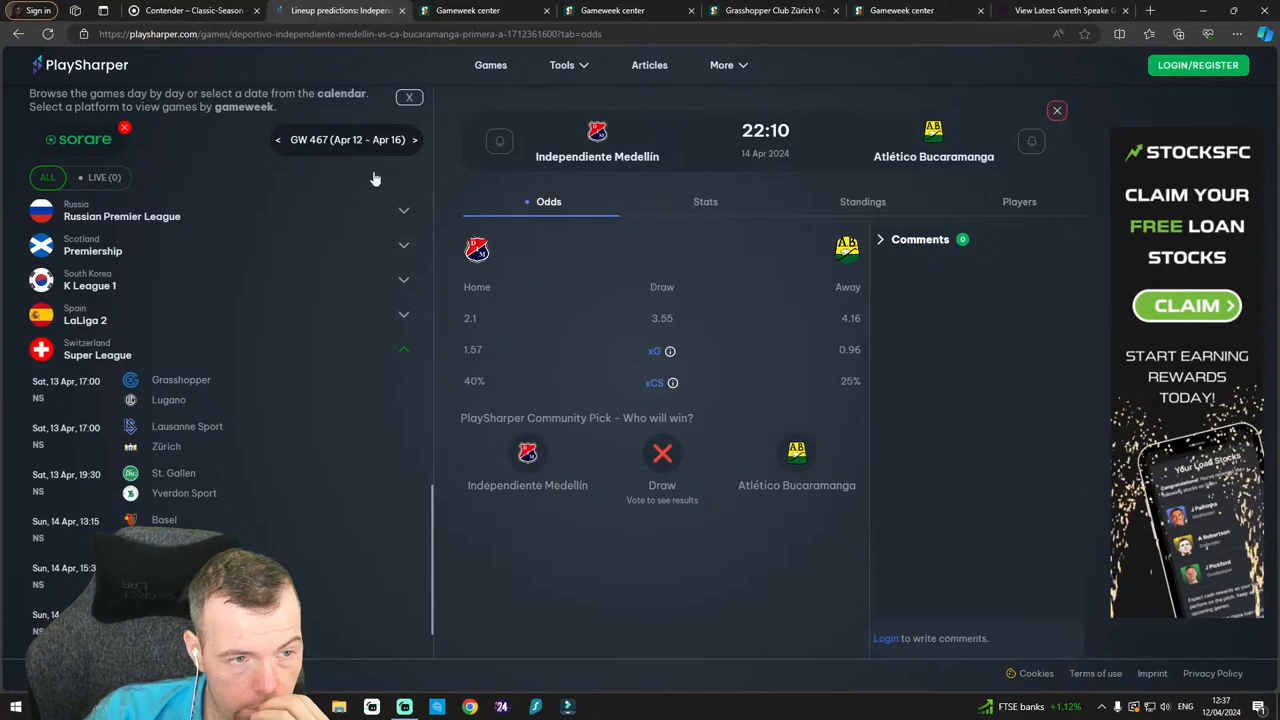 Sign in
Contender – Classic-Season
Lineup predictions: Independ
Gameweek center
Gameweek center
Grasshopper Club Zürich 0 -
Gameweek center
View Latest Gareth Speake G
https://playsharper.com/games/deportivo-independiente-medellin-vs-ca-bucaramanga-primera-a-1712361600?tab=odds
PlaySharper
Games
Tools
Articles
More
LOGIN/REGISTER
Browse the games day by day or select a date from the calendar.
Select a platform to view games by gameweek.
X
sorare
< GW 467 (Apr 12 – Apr 16) >
ALL
LIVE (0)
Russia
Russian Premier League
Scotland
Premiership
South Korea
K League 1
Spain
LaLiga 2
Switzerland
Super League
Sat, 13 Apr, 17:00
NS
Grasshopper
Lugano
Sat, 13 Apr, 17:00
NS
Lausanne Sport
Zürich
Sat, 13 Apr, 19:30
NS
St. Gallen
Yverdon Sport
Sun, 14 Apr, 13:15
NS
Basel
Sun, 14 Apr, 15:3
NS
Sun, 14
NS
Independiente Medellín
22:10
14 Apr 2024
Atlético Bucaramanga
Odds
Stats
Standings
Players
Home
Draw
Away
2.1
3.55
4.16
1.57
xG
0.96
40%
xCS
25%
PlaySharper Community Pick – Who will win?
Independiente Medellín
Draw
Atlético Bucaramanga
Vote to see results
Comments 0
Login to write comments.
STOCKSFC
CLAIM YOUR
FREE LOAN
STOCKS
CLAIM
START EARNING
REWARDS
TODAY!
Your Loan Stocks
J Palhinha
A Robertson
J Pickford
Cookies
Terms of use
Imprint
Privacy Policy
FTSE banks +1.12%
12:37
12/04/2024